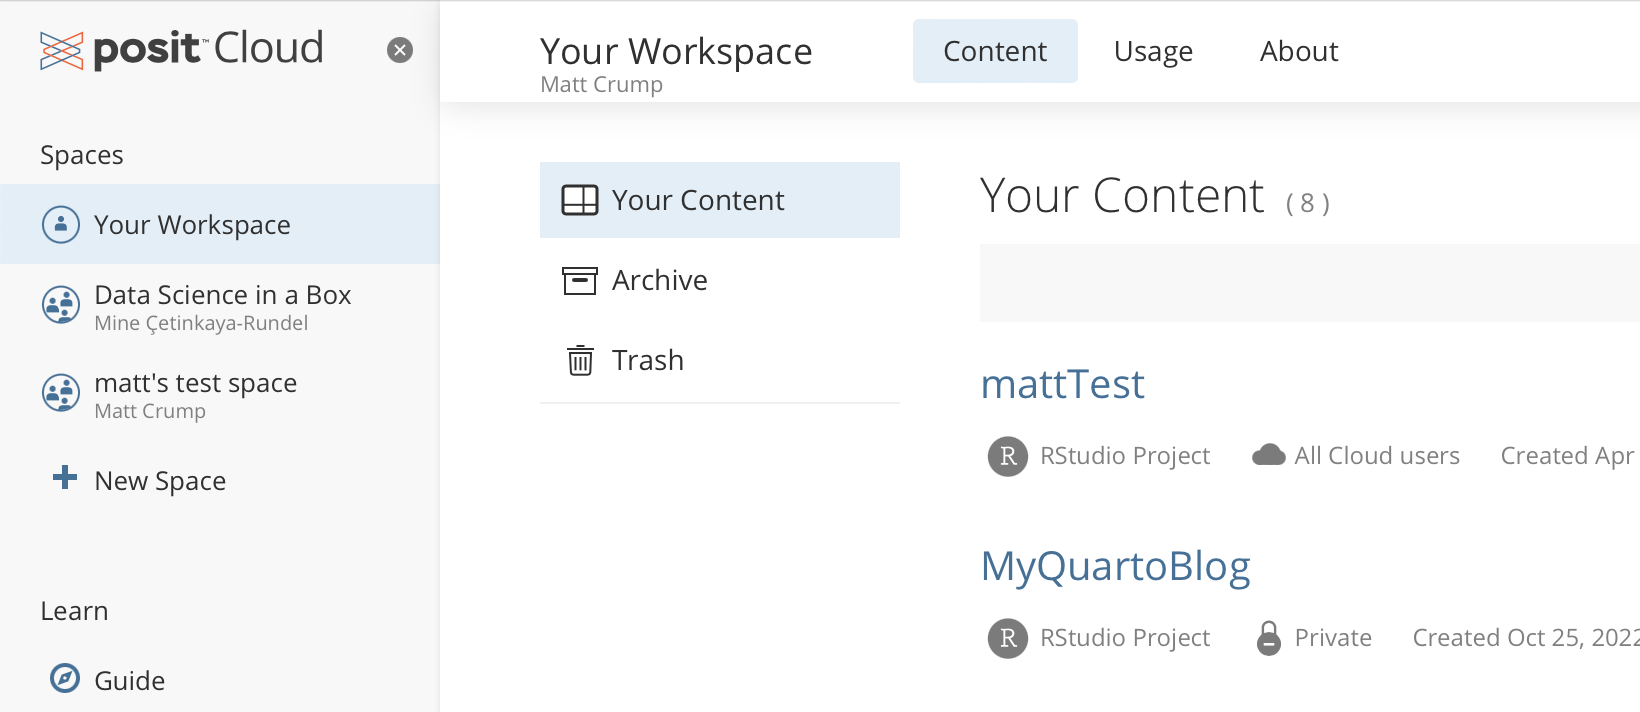 posit™ Cloud
Spaces
Your Workspace
Data Science in a Box
Mine Çetinkaya-Rundel
matt's test space
Matt Crump
New Space
Learn
Guide
Your Workspace
Matt Crump
Content Usage About
Your Content
Archive
Trash
Your Content ( 8 )
mattTest
R RStudio Project All Cloud users Created Apr
MyQuartoBlog
R RStudio Project Private Created Oct 25, 2022